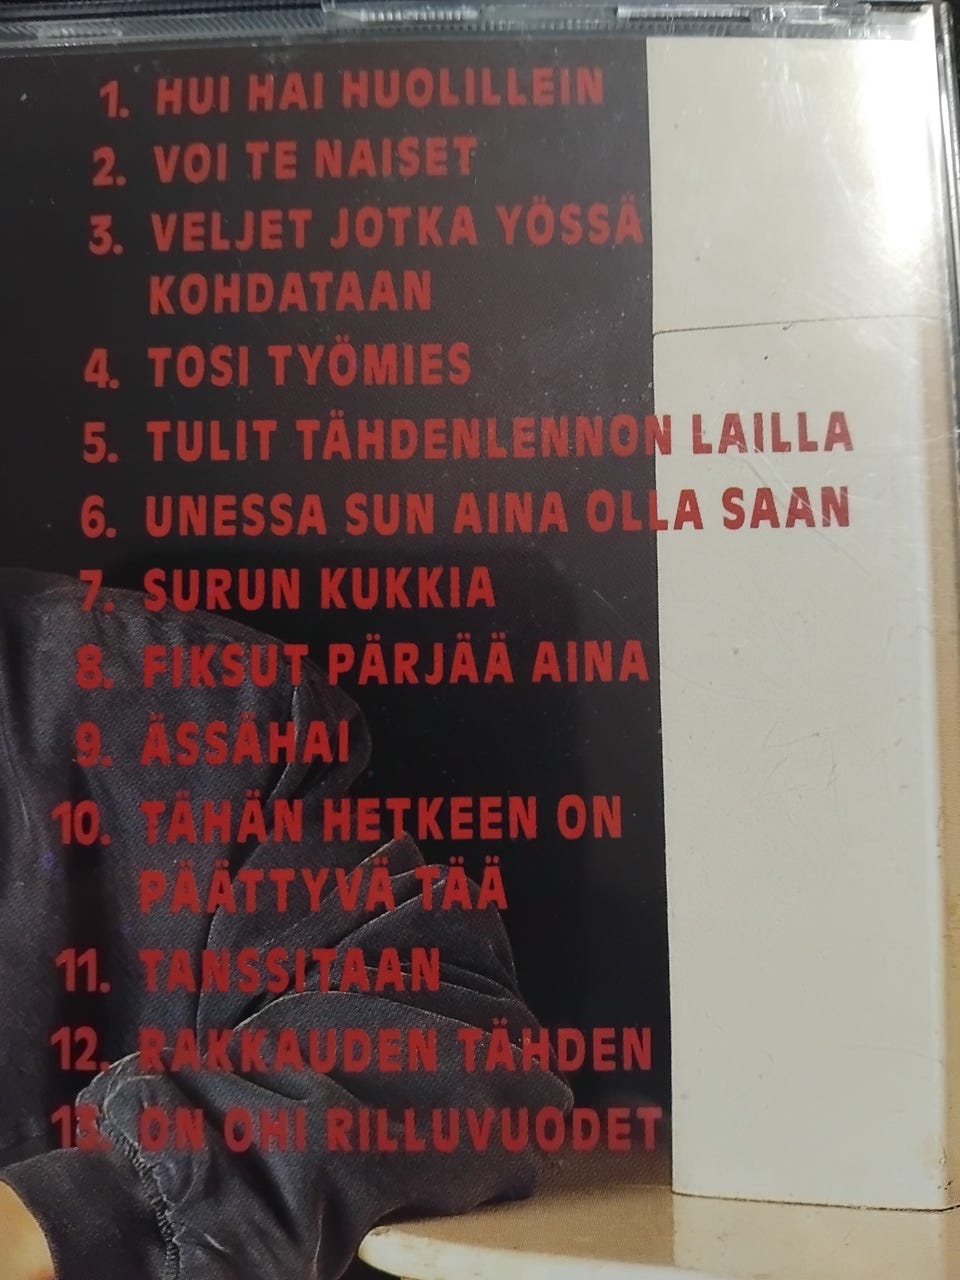 1. HUI HAI HUOLILLEIN
2. VOI TE NAISET
3. VELJET JOTKA YÖSSÄ
KOHDATAAN
4. TOSI TYÖMIES
5. TULIT TÄHDENLENNON LAILLA
6. UNESSA SUN AINA OLLA SAAN
7. SURUN KUKKIA
8. FIKSUT PÄRJÄÄ AINA
9. ÄSSÄHAI
10. TÄHÄN HETKEEN ON
PÄÄTTYVÄ TÄÄ
11. TANSSITAAN
12. RAKKAUDEN TÄHDEN
13. ON OHI RILLUVUODET